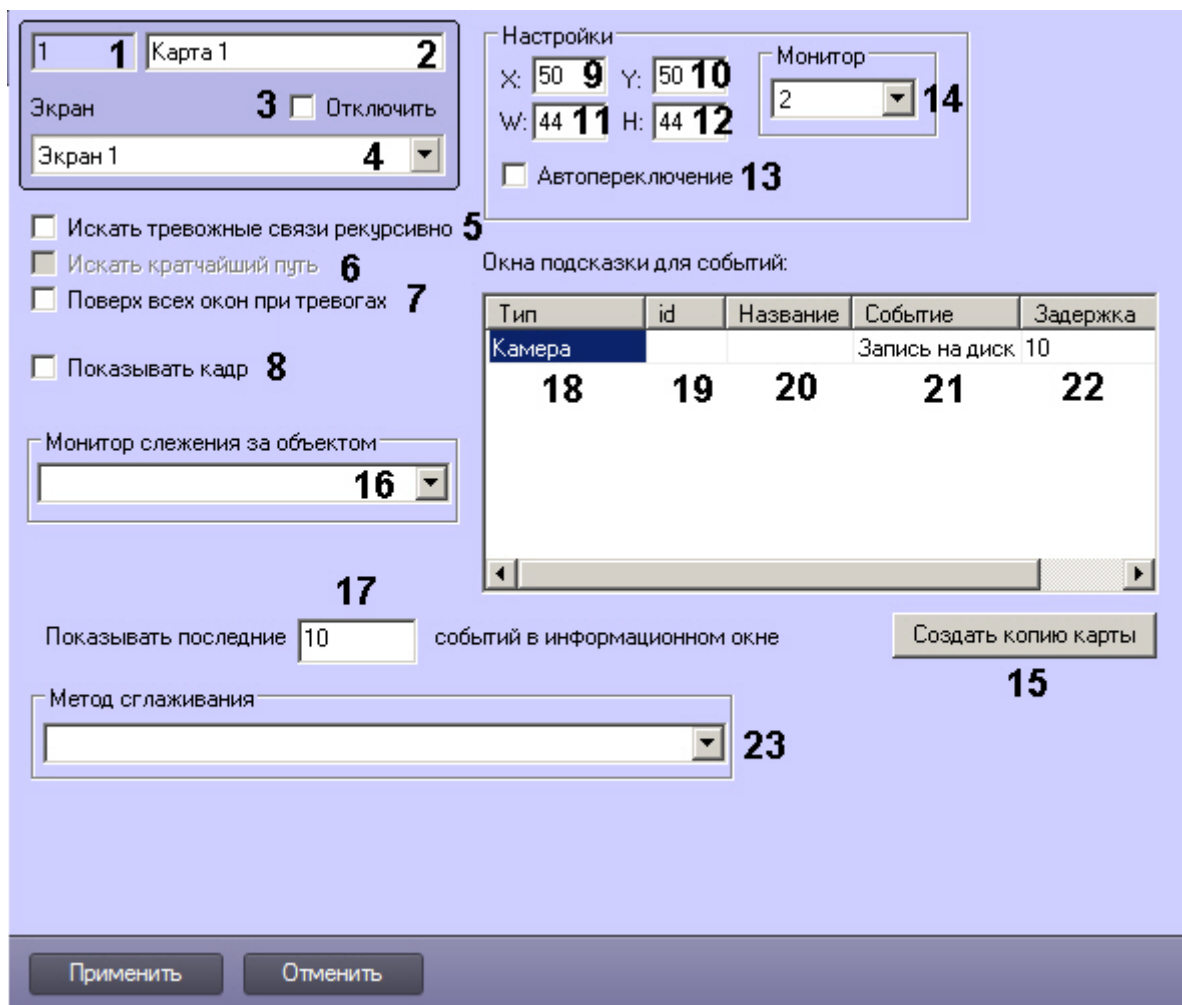 1 1 Карта 1 2
Экран 3 Отключить
Экран 1 4
Искать тревожные связи рекурсивно 5
Искать кратчайший путь 6
Поверх всех окон при тревогах 7
Показывать кадр 8
Настройки
X: 50 9 Y: 50 10
W: 44 11 H: 44 12
Монитор
2 14
Автопереключение 13
Окна подсказки для событий:
Тип id Название Событие Задержка
Камера Запись на диск 10
18 19 20 21 22
Монитор слежения за объектом
16
17
Показывать последние 10 событий в информационном окне
Создать копию карты
15
Метод сглаживания
23
Применить Отменить